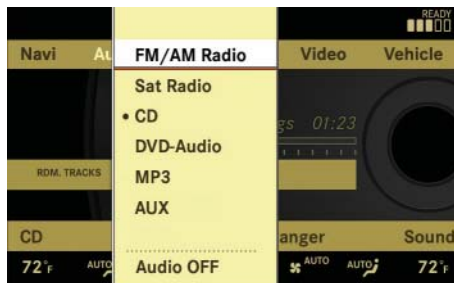 READY
Navi Au FM/AM Radio Video Vehicle
Sat Radio
• CD
gs 01:23
DVD-Audio
RDM. TRACKS MP3
AUX
CD anger Sound
72°F AUTO Audio OFF AUTO AUTO 72°F